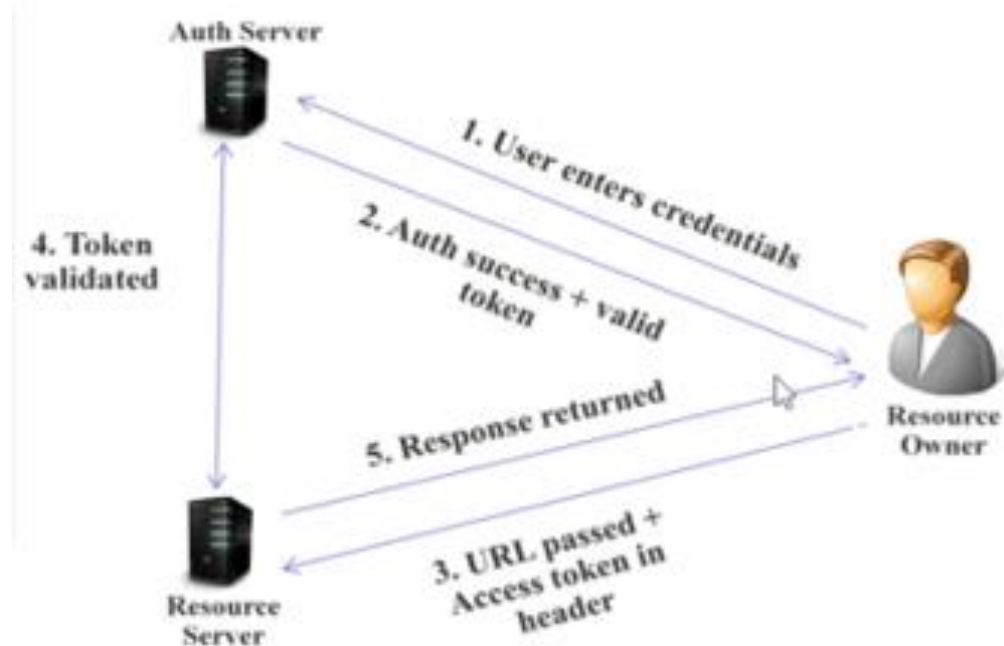 Auth Server
1. User enters credentials
2. Auth success + valid
token
4. Token
validated
5. Response returned
Resource
Owner
3. URL passed +
Access token in
header
Resource
Server